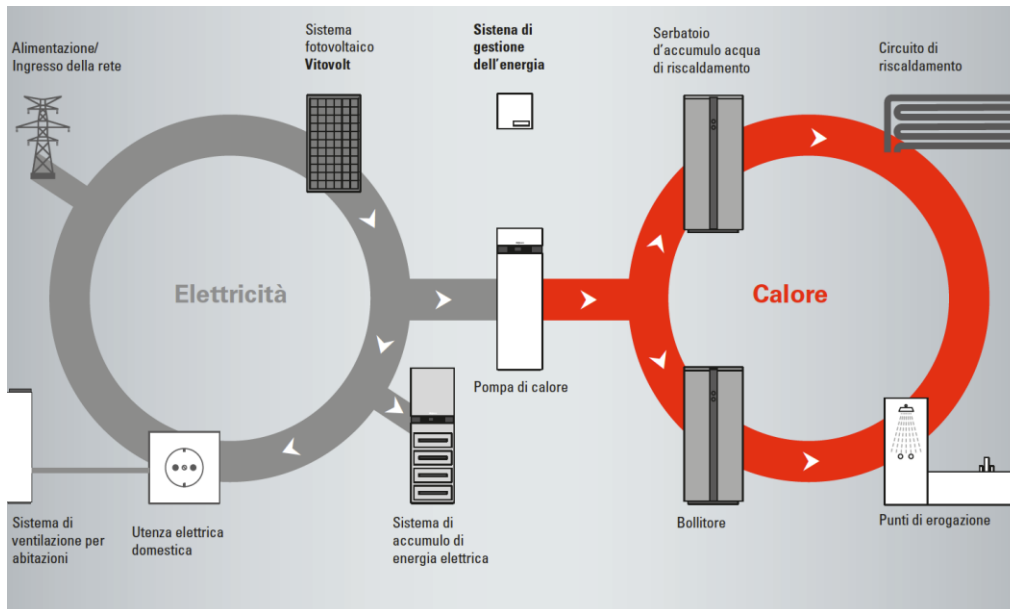 Alimentazione/
Ingresso della rete
Sistema
fotovoltaico
Vitovolt
Sistena di
gestione
dell'energia
Serbatoio
d'accumulo acqua
di riscaldamento
Circuito di
riscaldamento
Elettricità
Calore
Pompa di calore
Sistema di
ventilazione per
abitazioni
Utenza elettrica
domestica
Sistema di
accumulo di
energia elettrica
Bollitore
Punti di erogazione